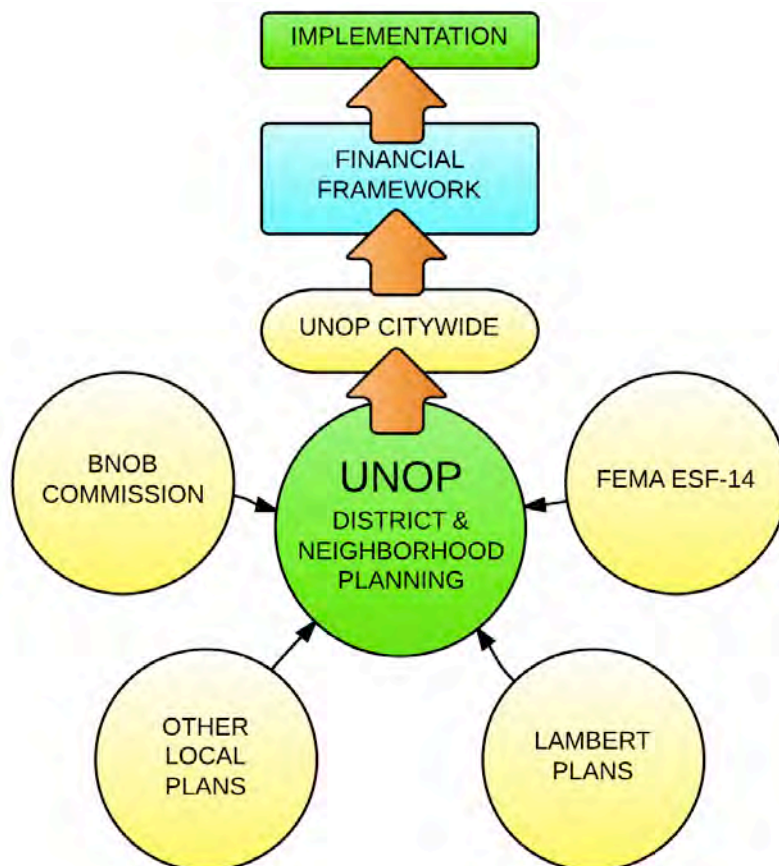 IMPLEMENTATION
FINANCIAL
FRAMEWORK
UNOP CITYWIDE
BNOB
COMMISSION
UNOP
DISTRICT &
NEIGHBORHOOD
PLANNING
FEMA ESF-14
OTHER
LOCAL
PLANS
LAMBERT
PLANS